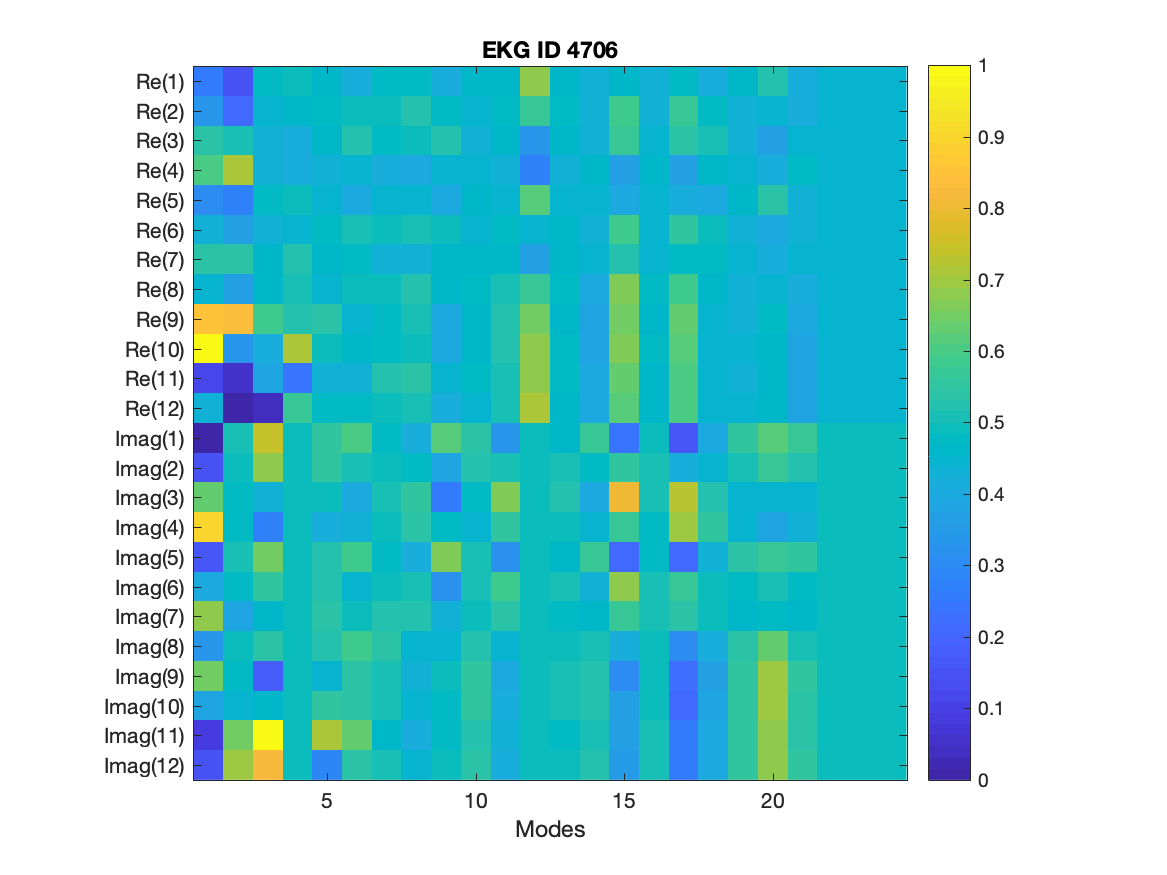 EKG ID 4706
Re(1)
Re(2)
Re(3)
Re(4)
Re(5)
Re(6)
Re(7)
Re(8)
Re(9)
Re(10)
Re(11)
Re(12)
Imag(1)
Imag(2)
Imag(3)
Imag(4)
Imag(5)
Imag(6)
Imag(7)
Imag(8)
Imag(9)
Imag(10)
Imag(11)
Imag(12)
5 10 15 20
Modes
1
0.9
0.8
0.7
0.6
0.5
0.4
0.3
0.2
0.1
0